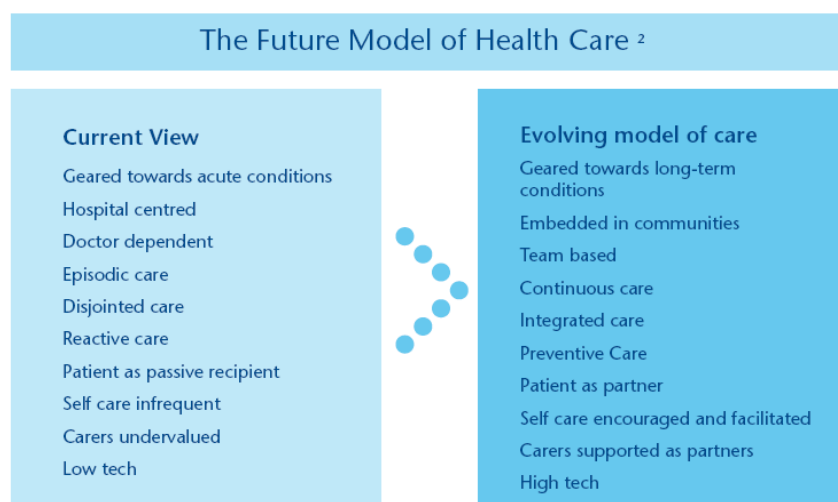 The Future Model of Health Care ²
Current View
Geared towards acute conditions
Hospital centred
Doctor dependent
Episodic care
Disjointed care
Reactive care
Patient as passive recipient
Self care infrequent
Carers undervalued
Low tech
Evolving model of care
Geared towards long-term
conditions
Embedded in communities
Team based
Continuous care
Integrated care
Preventive Care
Patient as partner
Self care encouraged and facilitated
Carers supported as partners
High tech